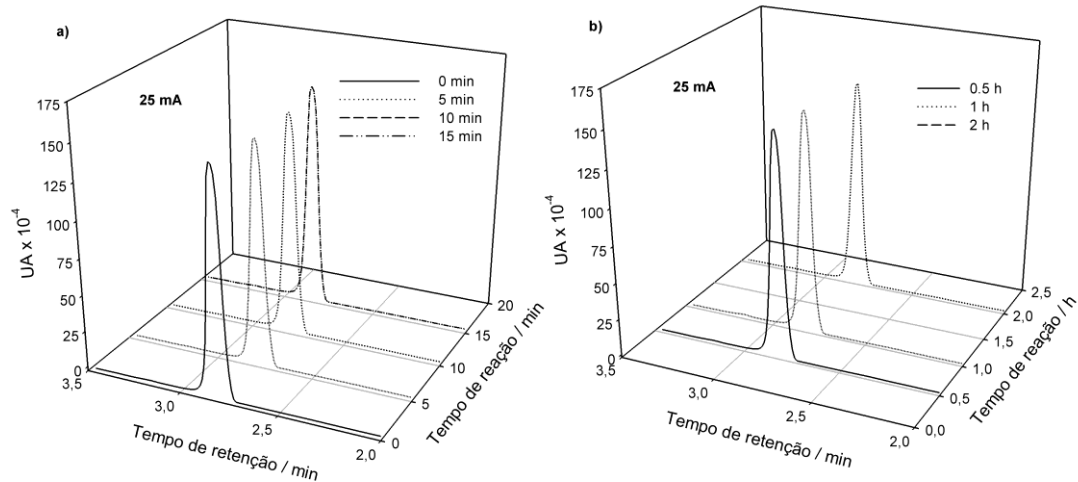 a)
25 mA
0 min
5 min
10 min
15 min
175
150
125
100
75
50
25
0
UA x 10-4
3,5
3,0
2,5
2,0
Tempo de retenção / min
0
5
10
15
20
Tempo de reação / min
b)
25 mA
0.5 h
1 h
2 h
175
150
125
100
75
50
25
0
UA x 10-4
3,5
3,0
2,5
2,0
Tempo de retenção / min
0,0
0,5
1,0
1,5
2,0
2,5
Tempo de reação / h